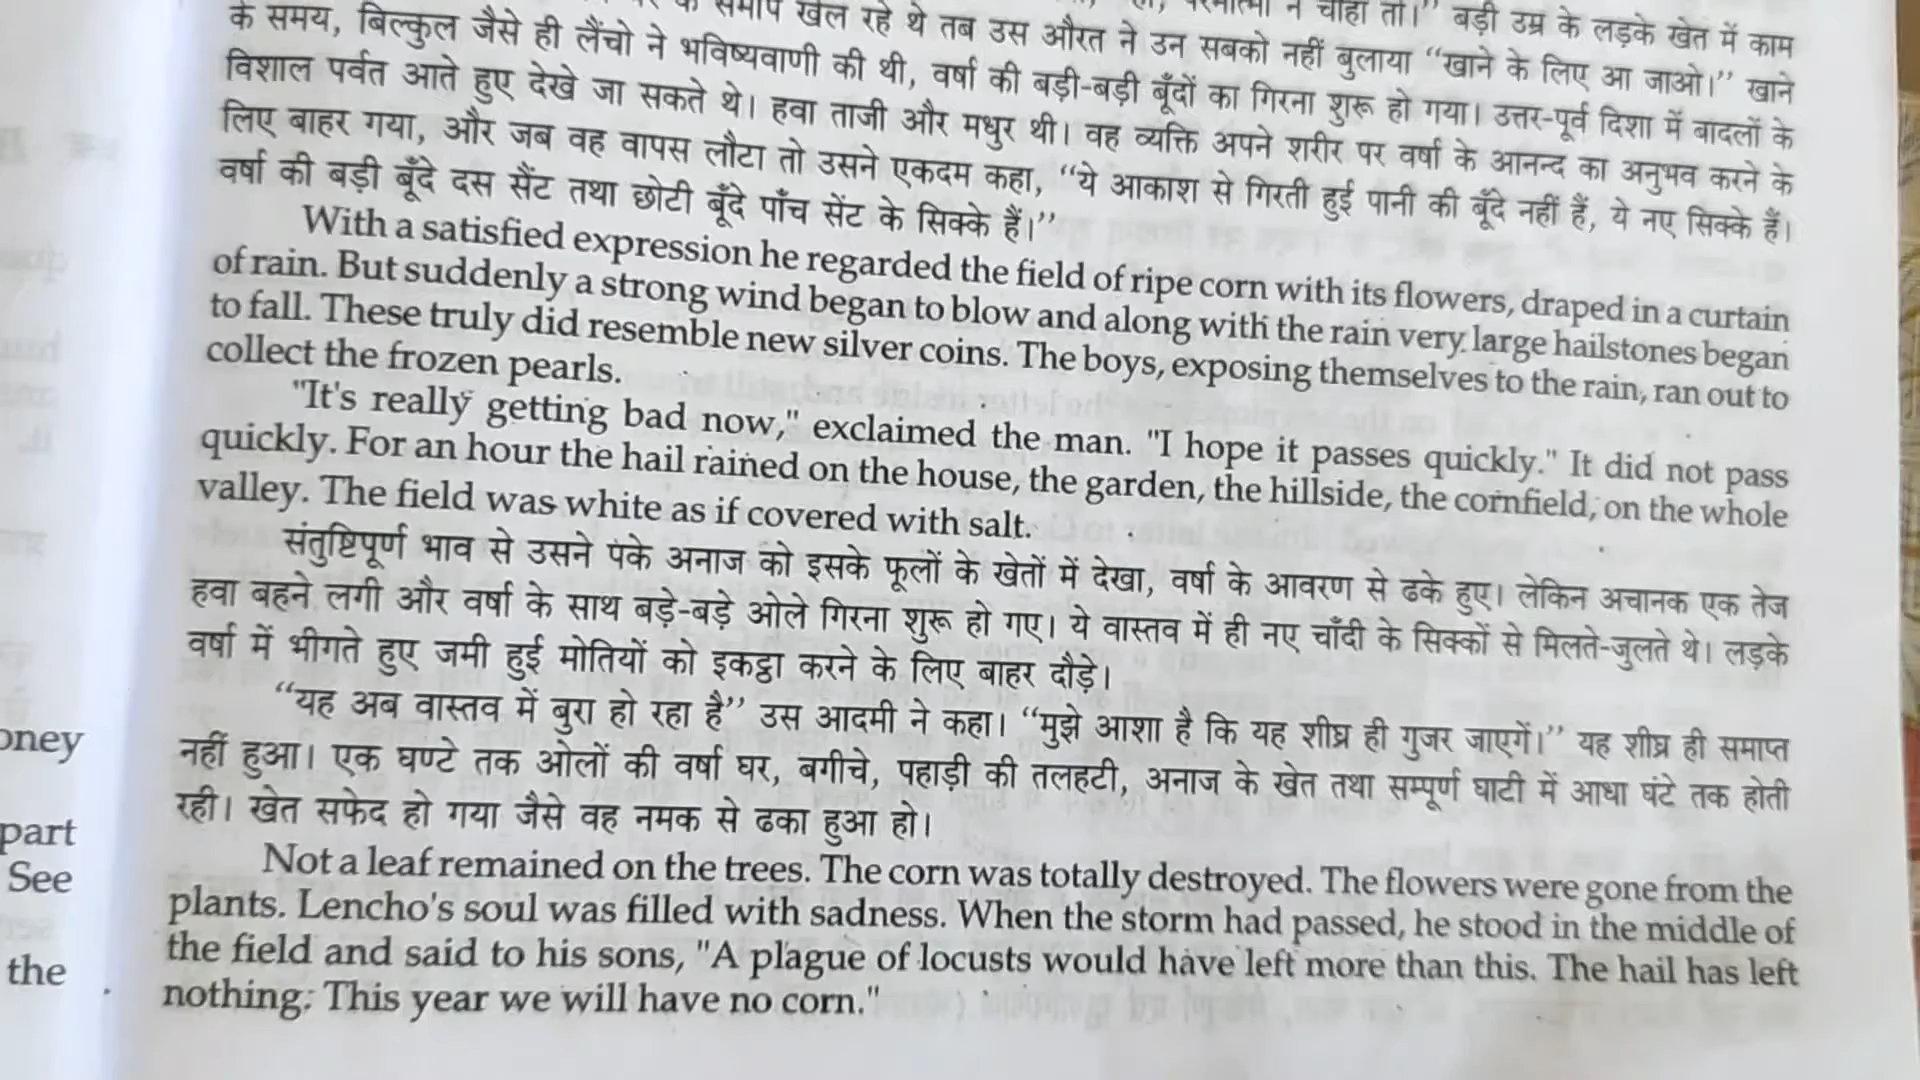 के समीप खेल रहे थे तब उस औरत ने उन सबको नहीं बुलाया “खाने के लिए आ जाओ।” खाने
परमात्मा ने चाहा तो।” बड़ी उम्र के लड़के खेत में काम
के समय, बिल्कुल जैसे ही लैंचो ने भविष्यवाणी की थी, वर्षा की बड़ी-बड़ी बूँदों का गिरना शुरू हो गया। उत्तर-पूर्व दिशा में बादलों के
विशाल पर्वत आते हुए देखे जा सकते थे। हवा ताजी और मधुर थी। वह व्यक्ति अपने शरीर पर वर्षा के आनन्द का अनुभव करने के
लिए बाहर गया, और जब वह वापस लौटा तो उसने एकदम कहा, “ये आकाश से गिरती हुई पानी की बूँदे नहीं हैं, ये नए सिक्के हैं।
वर्षा की बड़ी बूँदे दस सैंट तथा छोटी बूँदे पाँच सेंट के सिक्के हैं।”
With a satisfied expression he regarded the field of ripe corn with its flowers, draped in a curtain
of rain. But suddenly a strong wind began to blow and along with the rain very large hailstones began
to fall. These truly did resemble new silver coins. The boys, exposing themselves to the rain, ran out to
collect the frozen pearls.
"It's really getting bad now," exclaimed the man. "I hope it passes quickly." It did not pass
quickly. For an hour the hail rained on the house, the garden, the hillside, the cornfield, on the whole
valley. The field was white as if covered with salt.
संतुष्टिपूर्ण भाव से उसने पके अनाज को इसके फूलों के खेतों में देखा, वर्षा के आवरण से ढके हुए। लेकिन अचानक एक तेज
हवा बहने लगी और वर्षा के साथ बड़े-बड़े ओले गिरना शुरू हो गए। ये वास्तव में ही नए चाँदी के सिक्कों से मिलते-जुलते थे। लड़के
वर्षा में भीगते हुए जमी हुई मोतियों को इकट्ठा करने के लिए बाहर दौड़े।
“यह अब वास्तव में बुरा हो रहा है” उस आदमी ने कहा। “मुझे आशा है कि यह शीघ्र ही गुजर जाएगें।” यह शीघ्र ही समाप्त
नहीं हुआ। एक घण्टे तक ओलों की वर्षा घर, बगीचे, पहाड़ी की तलहटी, अनाज के खेत तथा सम्पूर्ण घाटी में आधा घंटे तक होती
रही। खेत सफेद हो गया जैसे वह नमक से ढका हुआ हो।
Not a leaf remained on the trees. The corn was totally destroyed. The flowers were gone from the
plants. Lencho's soul was filled with sadness. When the storm had passed, he stood in the middle of
the field and said to his sons, "A plague of locusts would have left more than this. The hail has left
nothing. This year we will have no corn."
oney
part
See
the